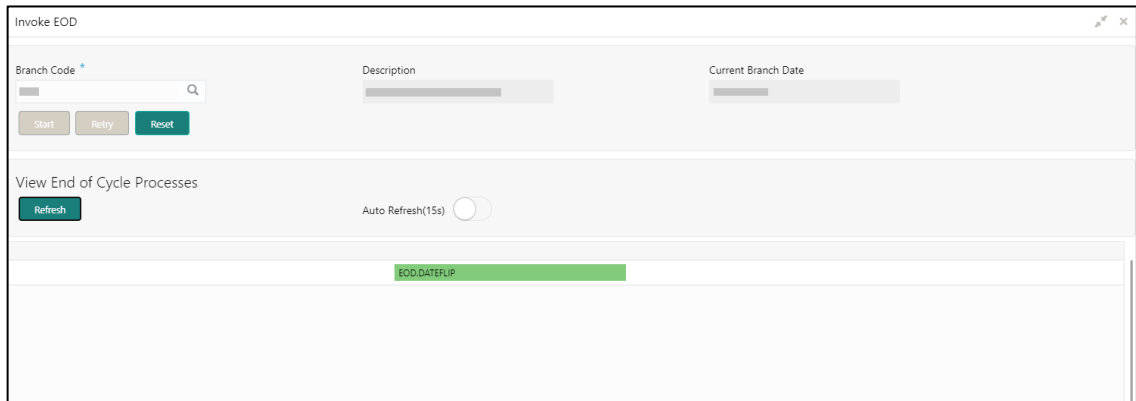 Invoke EOD
Branch Code *
Description
Current Branch Date
Start
Retry
Reset
View End of Cycle Processes
Refresh
Auto Refresh(15s)
EOD.DATEFLIP